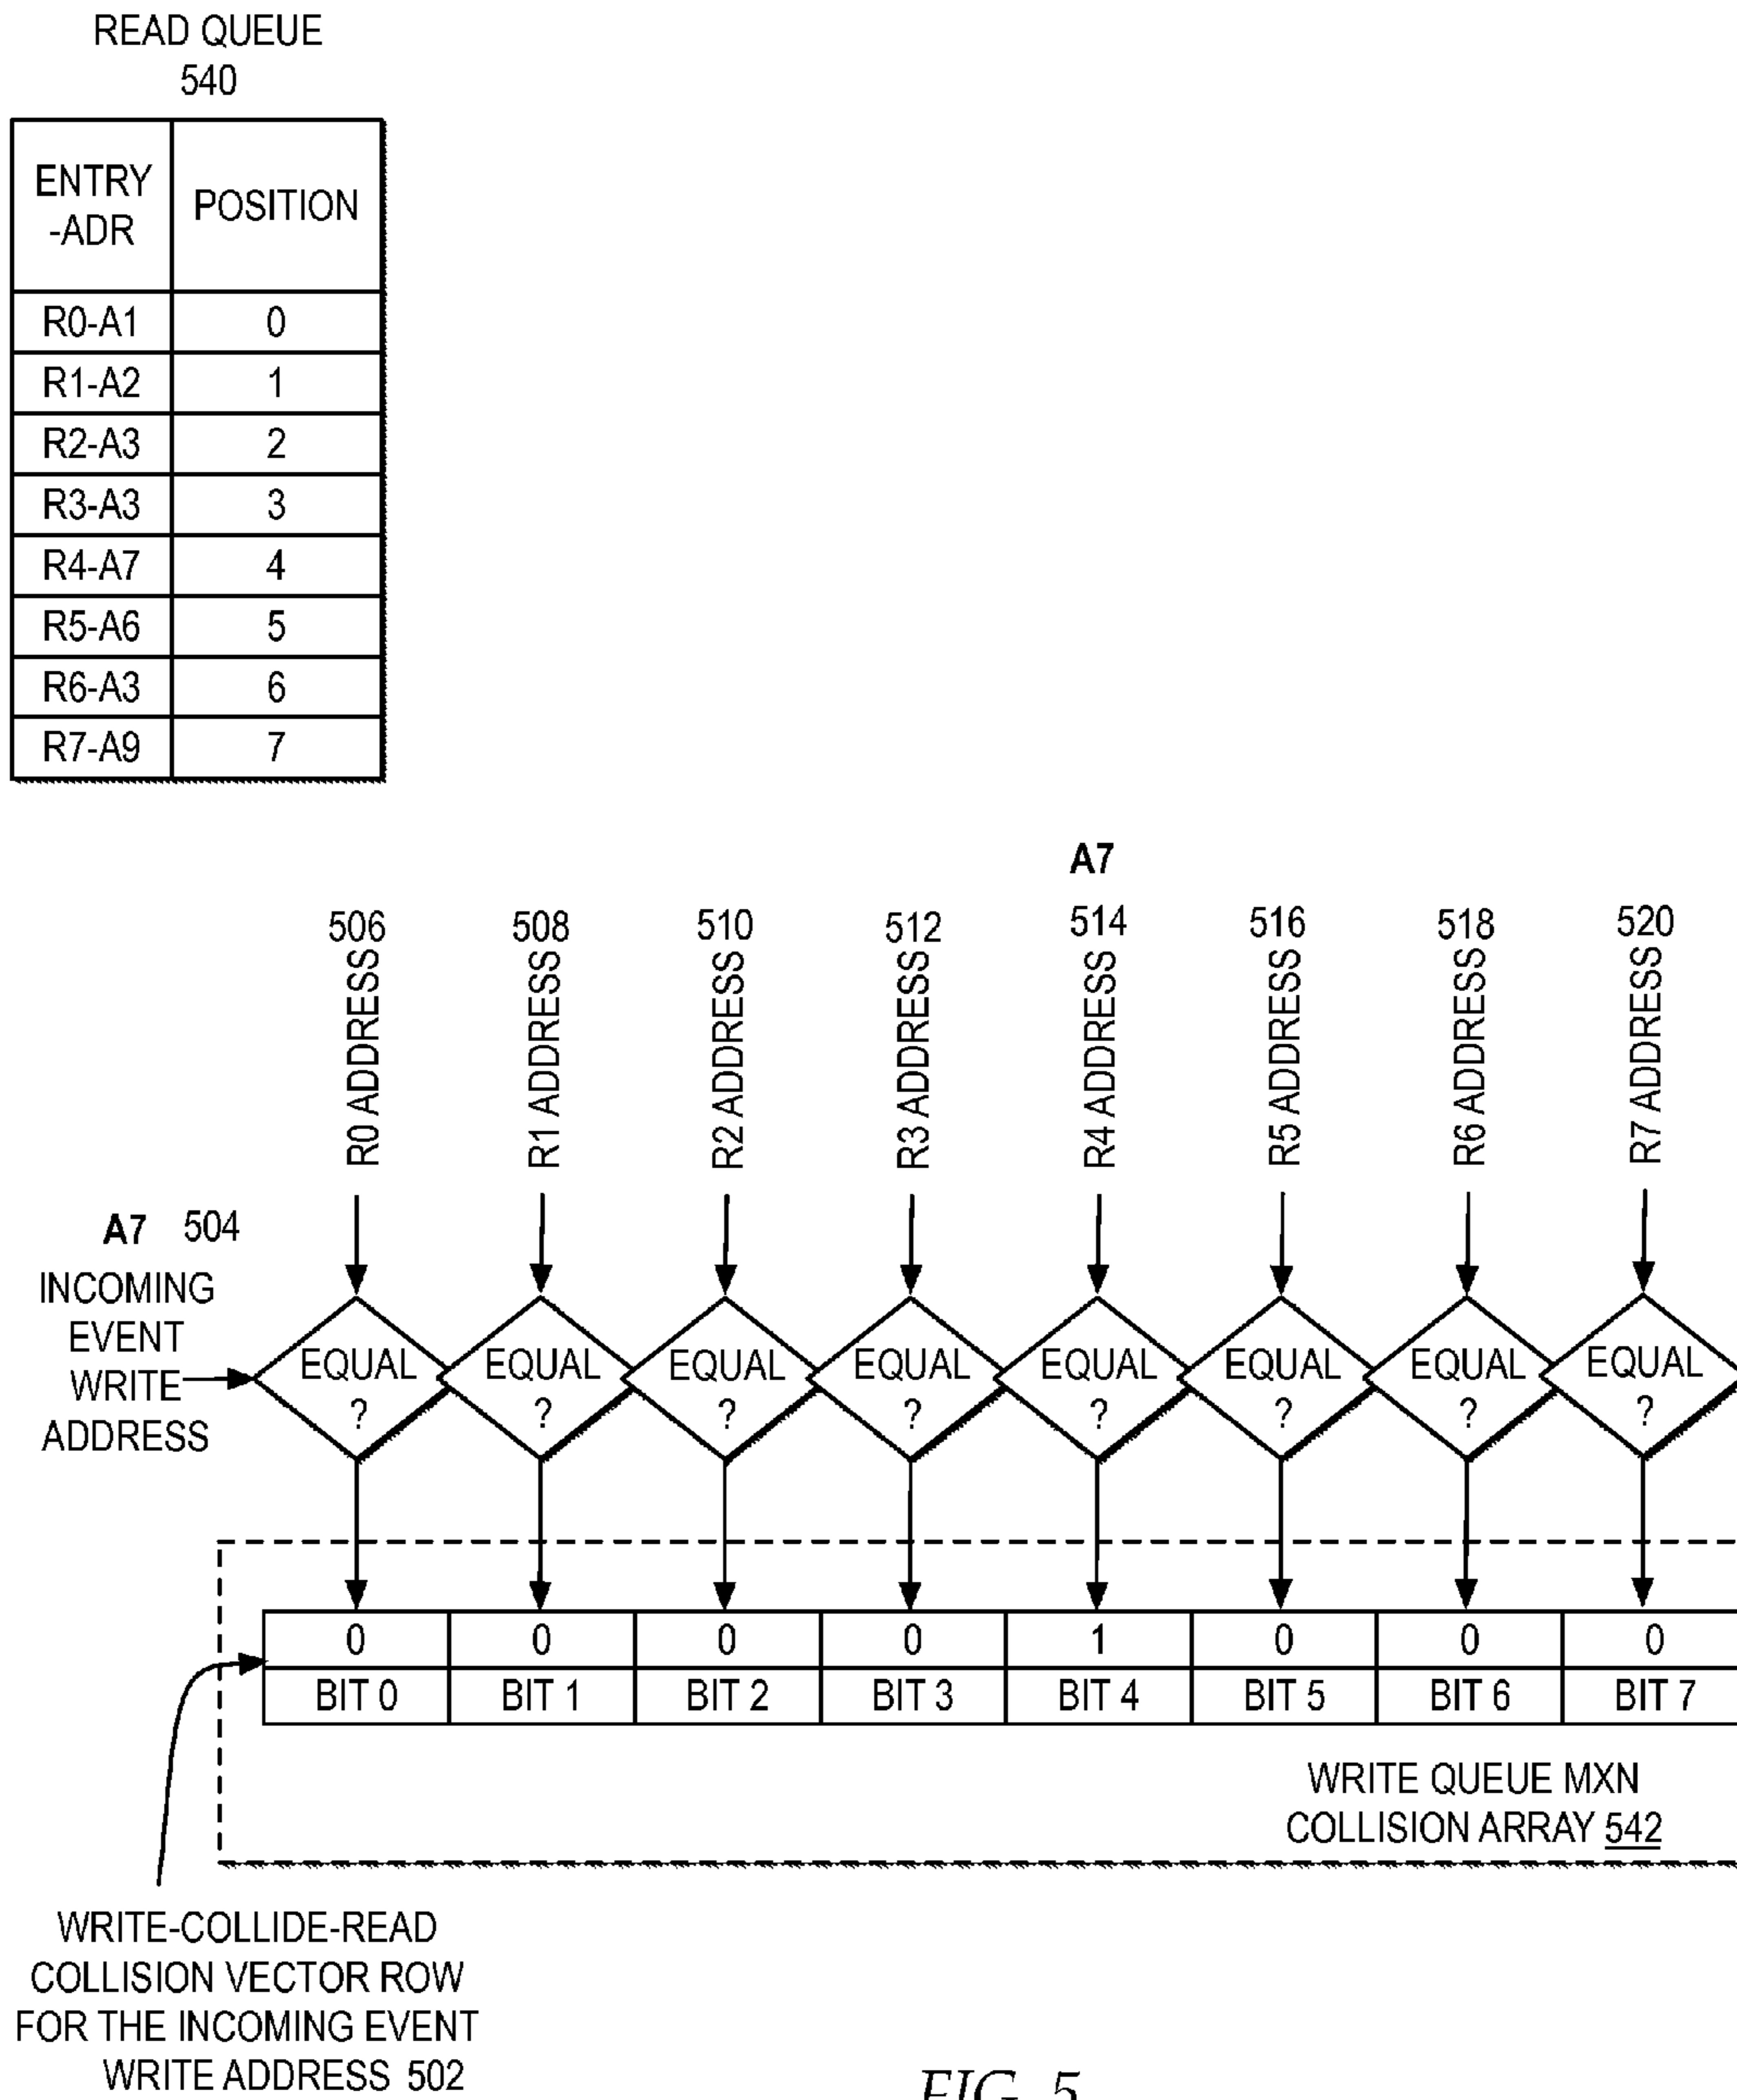 READ QUEUE
540
ENTRY
-ADR
POSITION
R0-A1 0
R1-A2 1
R2-A3 2
R3-A3 3
R4-A7 4
R5-A6 5
R6-A3 6
R7-A9 7
A7
506 508 510 512 514 516 518 520
R0 ADDRESS
R1 ADDRESS
R2 ADDRESS
R3 ADDRESS
R4 ADDRESS
R5 ADDRESS
R6 ADDRESS
R7 ADDRESS
A7 504
INCOMING
EVENT
WRITE
ADDRESS
EQUAL
?
EQUAL
?
EQUAL
?
EQUAL
?
EQUAL
?
EQUAL
?
EQUAL
?
EQUAL
?
0 0 0 0 1 0 0 0
BIT 0 BIT 1 BIT 2 BIT 3 BIT 4 BIT 5 BIT 6 BIT 7
WRITE QUEUE MXN
COLLISION ARRAY 542
WRITE-COLLIDE-READ
COLLISION VECTOR ROW
FOR THE INCOMING EVENT
WRITE ADDRESS 502
FIG. 5